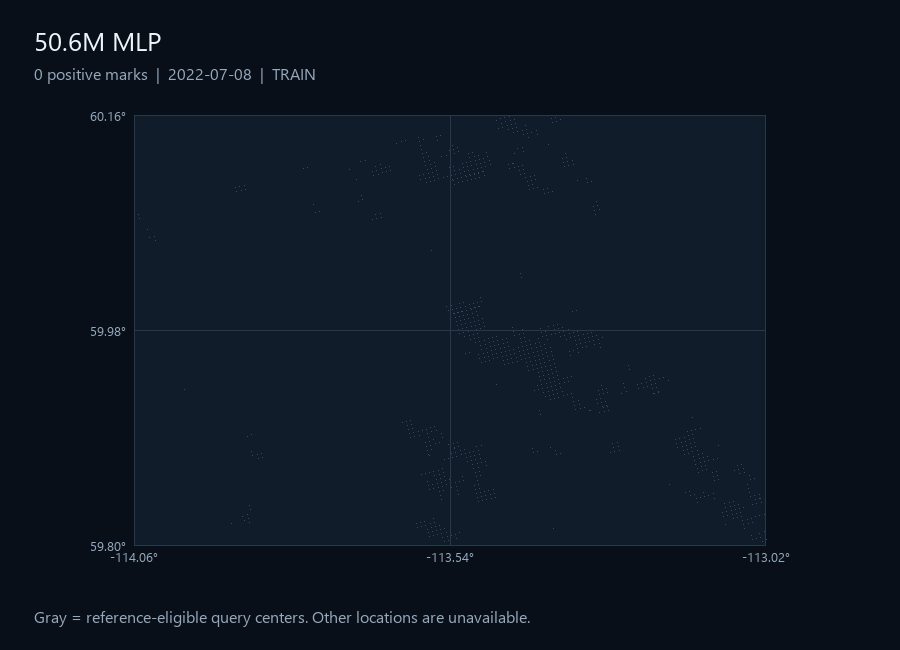 50.6M MLP
0 positive marks | 2022-07-08 | TRAIN
60.16°
59.98°
59.80°
-114.06°
-113.54°
-113.02°
Gray = reference-eligible query centers. Other locations are unavailable.